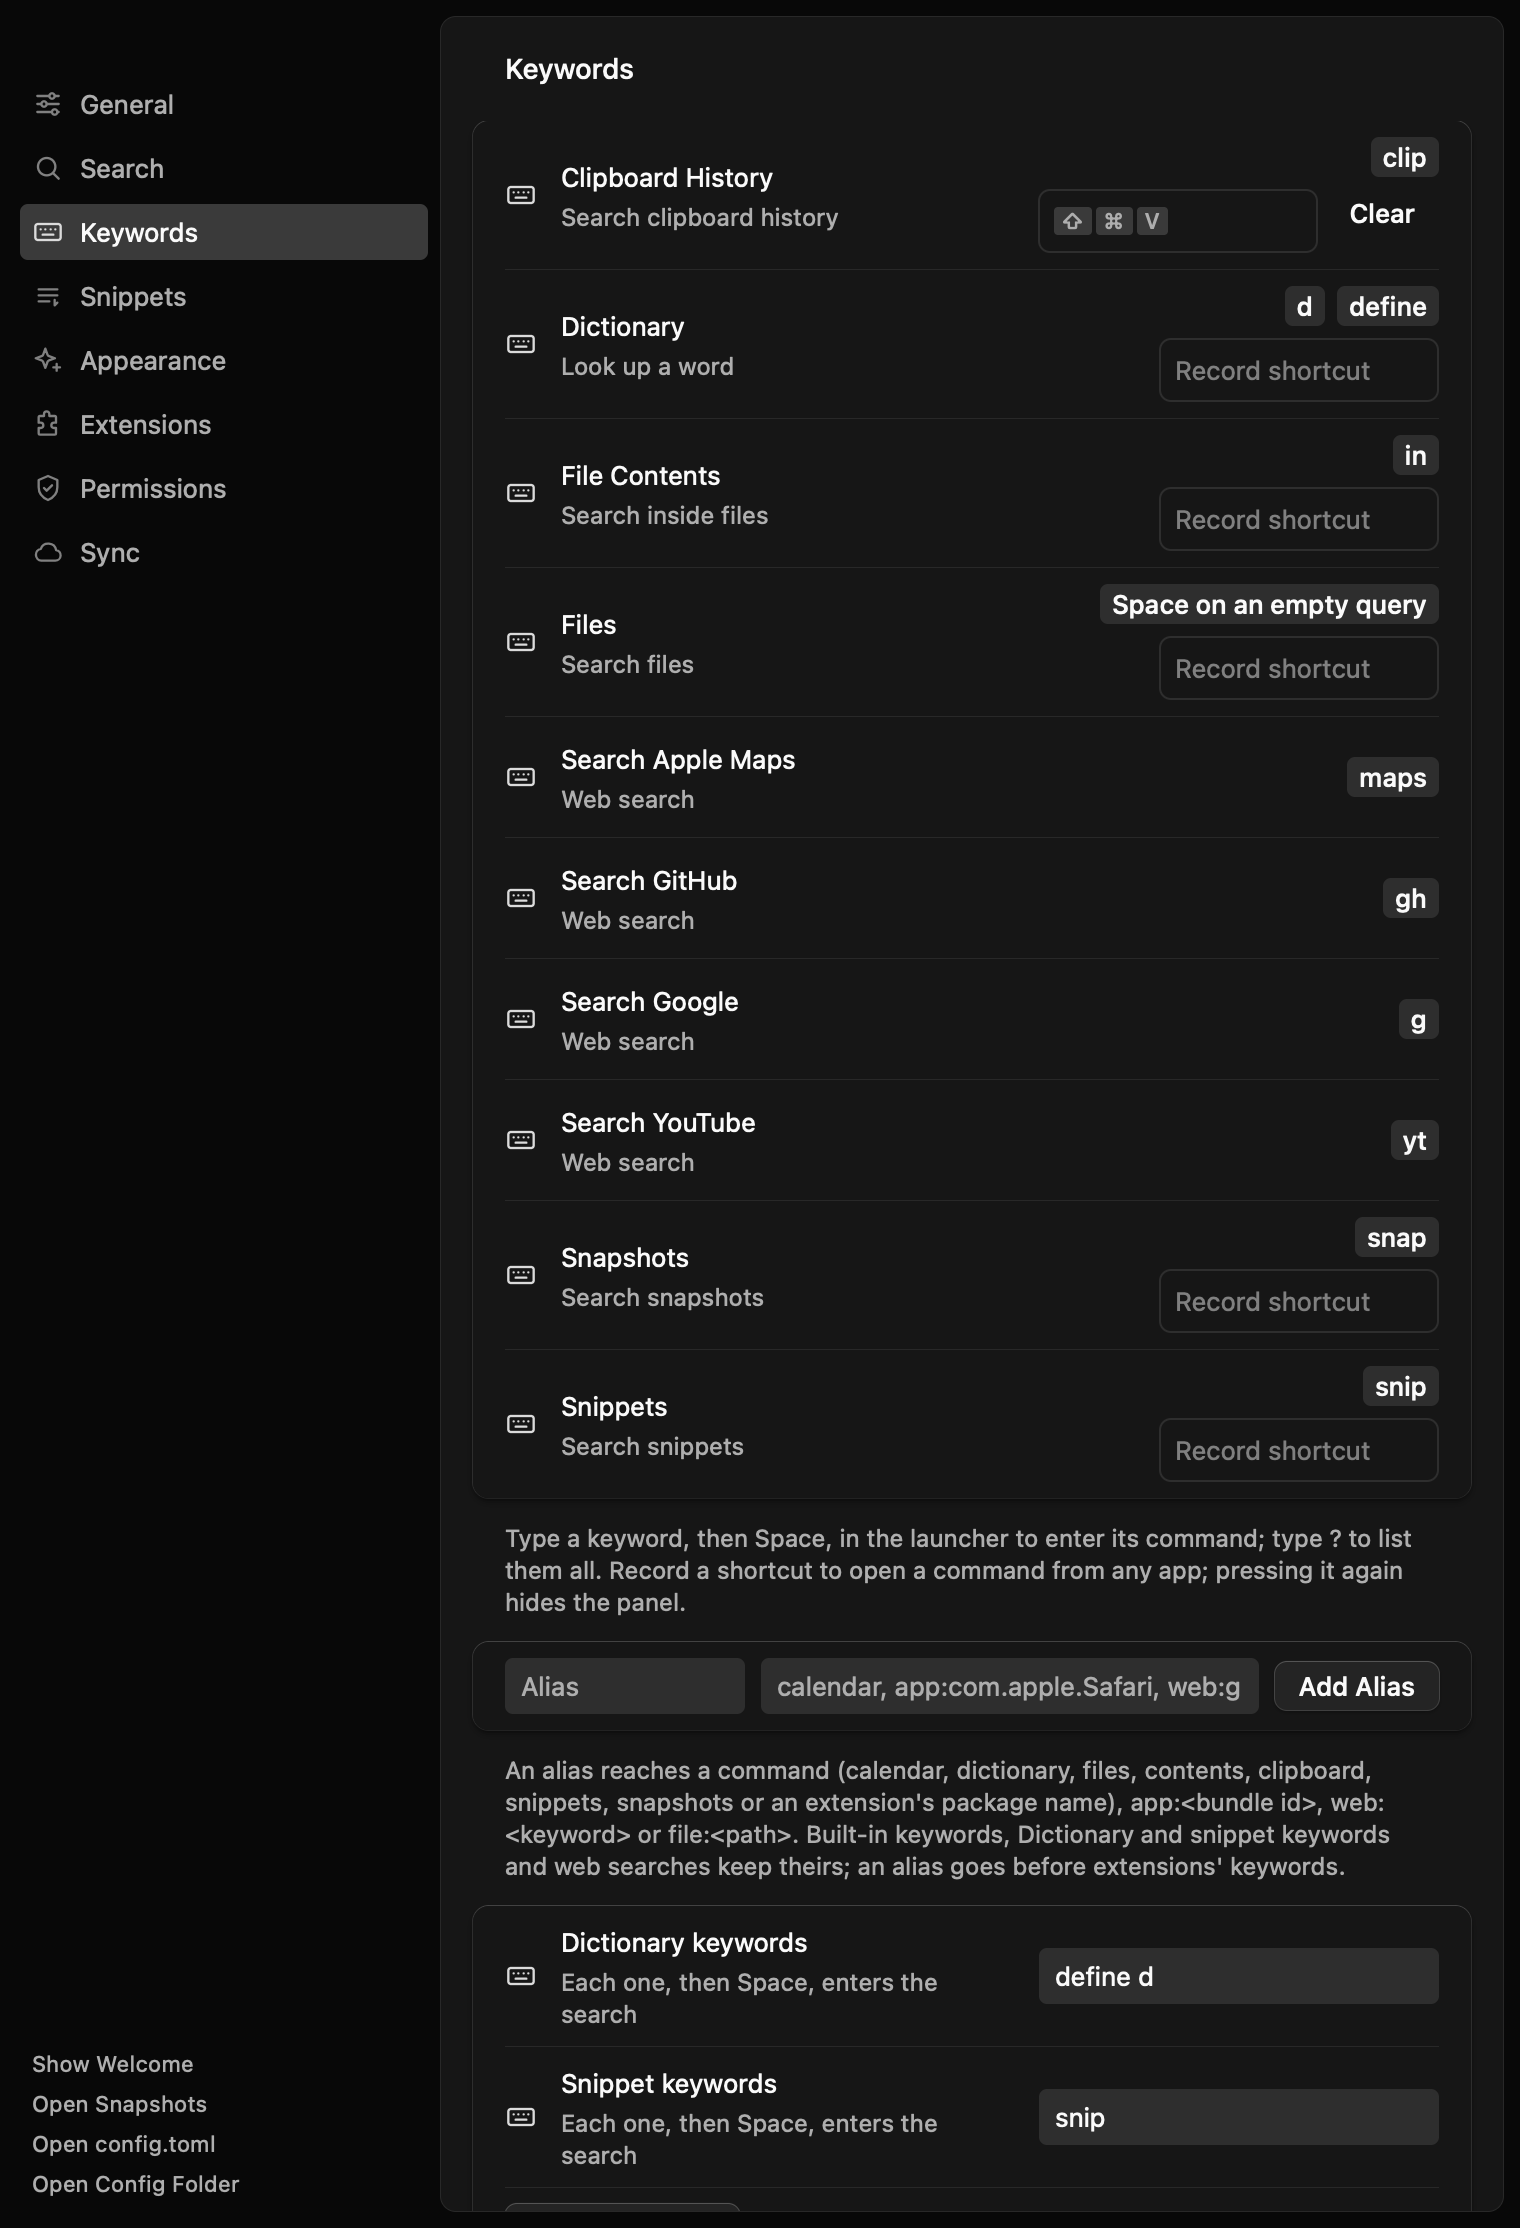 General
Search
Keywords
Snippets
Appearance
Extensions
Permissions
Sync
Show Welcome
Open Snapshots
Open config.toml
Open Config Folder
Keywords
Clipboard History
Search clipboard history
clip
⇧ ⌘ V
Clear
Dictionary
Look up a word
d define
Record shortcut
File Contents
Search inside files
in
Record shortcut
Files
Search files
Space on an empty query
Record shortcut
Search Apple Maps
Web search
maps
Search GitHub
Web search
gh
Search Google
Web search
g
Search YouTube
Web search
yt
Snapshots
Search snapshots
snap
Record shortcut
Snippets
Search snippets
snip
Record shortcut
Type a keyword, then Space, in the launcher to enter its command; type ? to list
them all. Record a shortcut to open a command from any app; pressing it again
hides the panel.
Alias
calendar, app:com.apple.Safari, web:g
Add Alias
An alias reaches a command (calendar, dictionary, files, contents, clipboard,
snippets, snapshots or an extension's package name), app:<bundle id>, web:
<keyword> or file:<path>. Built-in keywords, Dictionary and snippet keywords
and web searches keep theirs; an alias goes before extensions' keywords.
Dictionary keywords
Each one, then Space, enters the
search
define d
Snippet keywords
Each one, then Space, enters the
search
snip